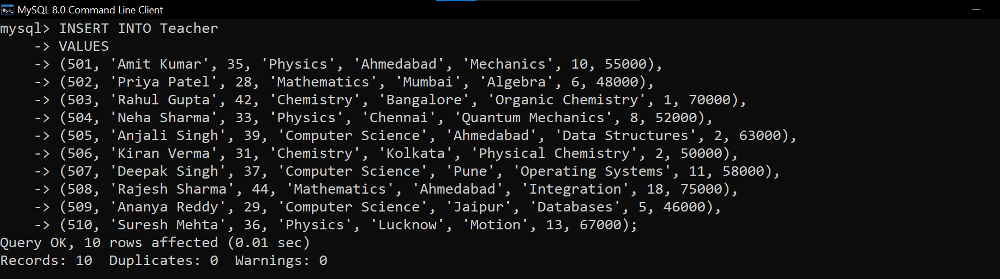 MySQL 8.0 Command Line Client
mysql> INSERT INTO Teacher
    -> VALUES
    -> (501, 'Amit Kumar', 35, 'Physics', 'Ahmedabad', 'Mechanics', 10, 55000),
    -> (502, 'Priya Patel', 28, 'Mathematics', 'Mumbai', 'Algebra', 6, 48000),
    -> (503, 'Rahul Gupta', 42, 'Chemistry', 'Bangalore', 'Organic Chemistry', 1, 70000),
    -> (504, 'Neha Sharma', 33, 'Physics', 'Chennai', 'Quantum Mechanics', 8, 52000),
    -> (505, 'Anjali Singh', 39, 'Computer Science', 'Ahmedabad', 'Data Structures', 2, 63000),
    -> (506, 'Kiran Verma', 31, 'Chemistry', 'Kolkata', 'Physical Chemistry', 2, 50000),
    -> (507, 'Deepak Singh', 37, 'Computer Science', 'Pune', 'Operating Systems', 11, 58000),
    -> (508, 'Rajesh Sharma', 44, 'Mathematics', 'Ahmedabad', 'Integration', 18, 75000),
    -> (509, 'Ananya Reddy', 29, 'Computer Science', 'Jaipur', 'Databases', 5, 46000),
    -> (510, 'Suresh Mehta', 36, 'Physics', 'Lucknow', 'Motion', 13, 67000);
Query OK, 10 rows affected (0.01 sec)
Records: 10  Duplicates: 0  Warnings: 0